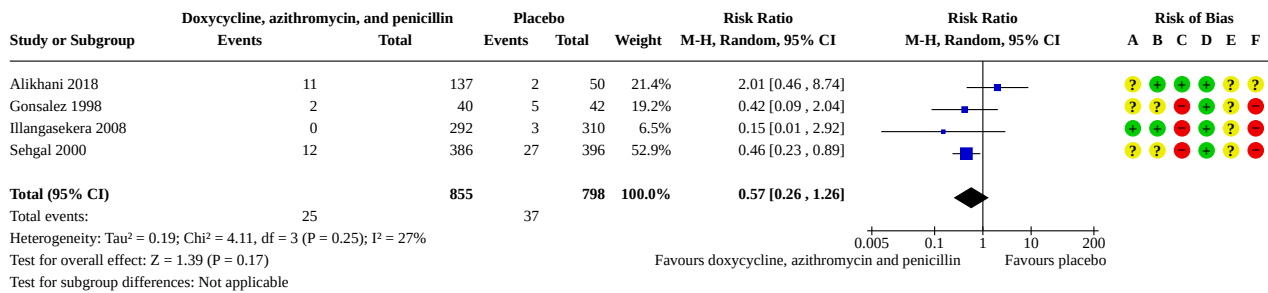 Doxycycline, azithromycin, and penicillin Placebo Risk Ratio Risk Ratio Risk of Bias
Study or Subgroup Events Total Events Total Weight M-H, Random, 95% CI M-H, Random, 95% CI A B C D E F
Alikhani 2018 11 137 2 50 21.4% 2.01 [0.46 , 8.74] ? + + + ? ?
Gonsalez 1998 2 40 5 42 19.2% 0.42 [0.09 , 2.04] ? ? − + ? −
Illangasekera 2008 0 292 3 310 6.5% 0.15 [0.01 , 2.92] + + − + ? −
Sehgal 2000 12 386 27 396 52.9% 0.46 [0.23 , 0.89] ? ? − + ? −
Total (95% CI) 855 798 100.0% 0.57 [0.26 , 1.26]
Total events: 25 37
Heterogeneity: Tau² = 0.19; Chi² = 4.11, df = 3 (P = 0.25); I² = 27%
0.005 0.1 1 10 200
Test for overall effect: Z = 1.39 (P = 0.17)
Favours doxycycline, azithromycin and penicillin Favours placebo
Test for subgroup differences: Not applicable